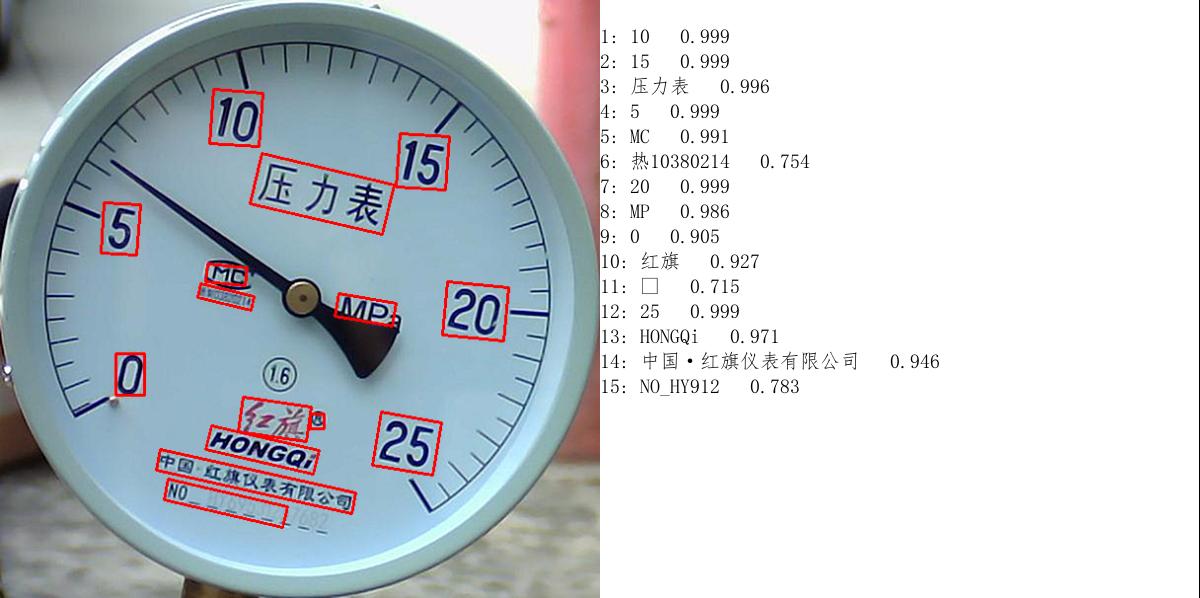 10
15
压力表
5
MC
20
MPa
0
1.6
红旗®
25
HONGQi
中国·红旗仪表有限公司
NO_
1: 10 0.999
2: 15 0.999
3: 压力表 0.996
4: 5 0.999
5: MC 0.991
6: 热10380214 0.754
7: 20 0.999
8: MP 0.986
9: 0 0.905
10: 红旗 0.927
11: □ 0.715
12: 25 0.999
13: HONGQi 0.971
14: 中国·红旗仪表有限公司 0.946
15: NO_HY912 0.783